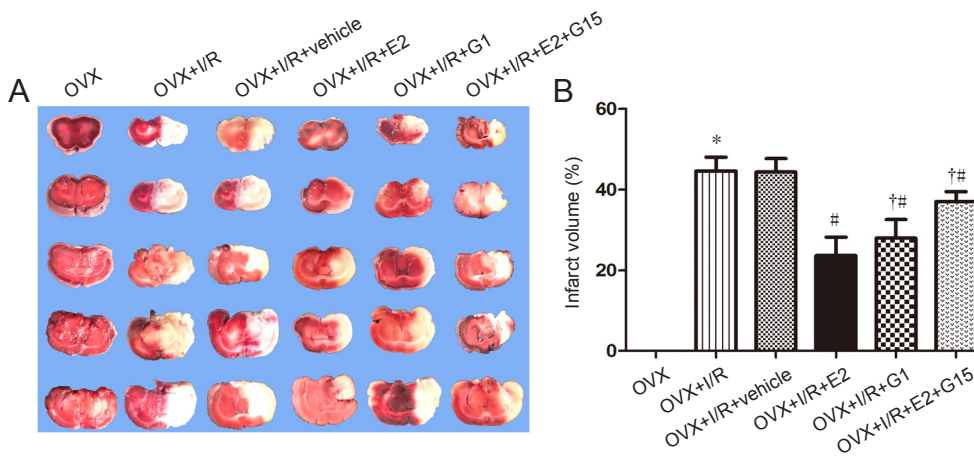 A
OVX
OVX+I/R
OVX+I/R+vehicle
OVX+I/R+E2
OVX+I/R+G1
OVX+I/R+E2+G15
B
Infarct volume (%)
60
40
20
0
*
#
†#
†#
OVX
OVX+I/R
OVX+I/R+vehicle
OVX+I/R+E2
OVX+I/R+G1
OVX+I/R+E2+G15